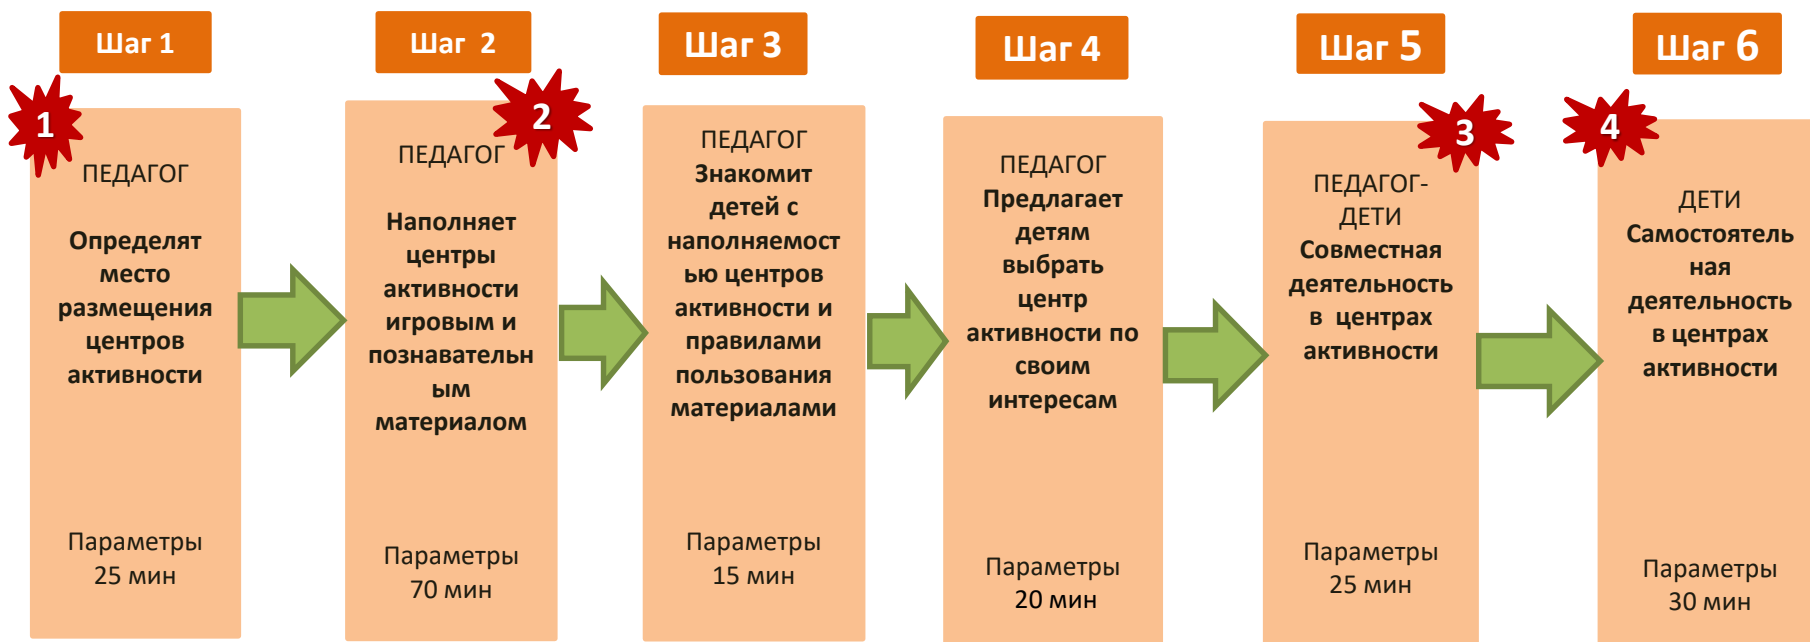 Шаг 1
Шаг 2
Шаг 3
Шаг 4
Шаг 5
Шаг 6
1
ПЕДАГОГ
Определят
место
размещения
центров
активности
Параметры
25 мин
2
ПЕДАГОГ
Наполняет
центры
активности
игровым и
познавательн
ым
материалом
Параметры
70 мин
ПЕДАГОГ
Знакомит
детей с
наполняемост
ью центров
активности и
правилами
пользования
материалами
Параметры
15 мин
ПЕДАГОГ
Предлагает
детям
выбрать
центр
активности по
своим
интересам
Параметры
20 мин
3
ПЕДАГОГ-
ДЕТИ
Совместная
деятельность
в центрах
активности
Параметры
25 мин
4
ДЕТИ
Самостоятель
ная
деятельность
в центрах
активности
Параметры
30 мин